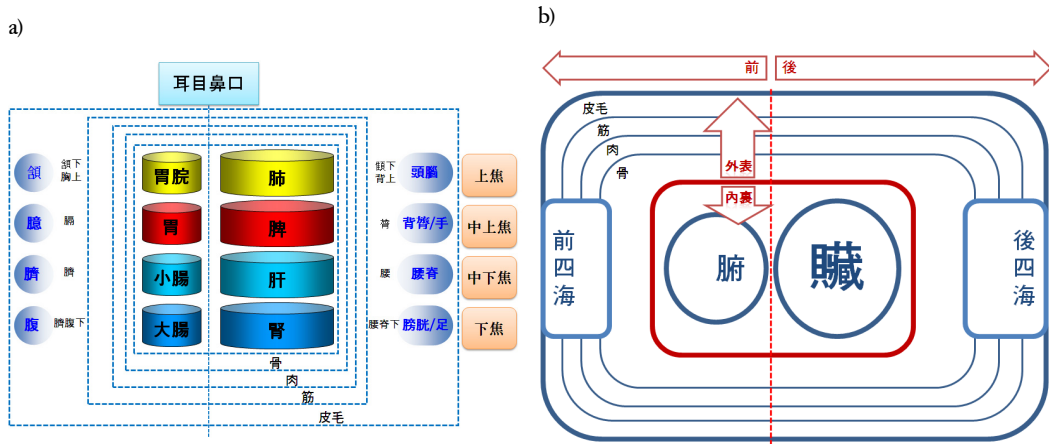 a)
耳目鼻口
頷
頷下
胸上
胃脘
肺
頷下
背上
頭腦
上焦
臆
膈
胃
脾
膂
背膂/手
中上焦
臍
臍
小腸
肝
腰
腰脊
中下焦
腹
臍腹下
大腸
腎
腰脊下
膀胱/足
下焦
骨
肉
筋
皮毛
b)
前
後
皮毛
筋
肉
骨
外表
內裏
前四海
腑
臟
後四海